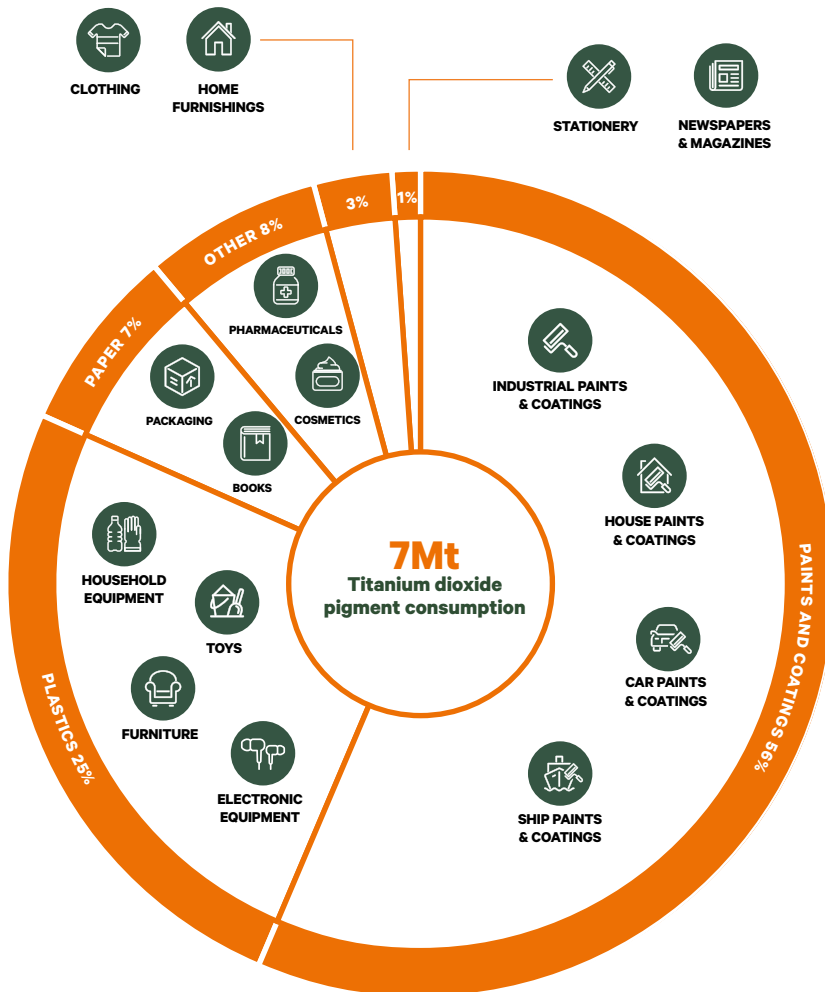 CLOTHING
HOME
FURNISHINGS
STATIONERY
NEWSPAPERS
& MAGAZINES
3%
1%
OTHER 8%
PHARMACEUTICALS
COSMETICS
PAPER 7%
PACKAGING
BOOKS
INDUSTRIAL PAINTS
& COATINGS
HOUSE PAINTS
& COATINGS
CAR PAINTS
& COATINGS
SHIP PAINTS
& COATINGS
PAINTS AND COATINGS 56%
7Mt
Titanium dioxide
pigment consumption
HOUSEHOLD
EQUIPMENT
TOYS
FURNITURE
ELECTRONIC
EQUIPMENT
PLASTICS 25%